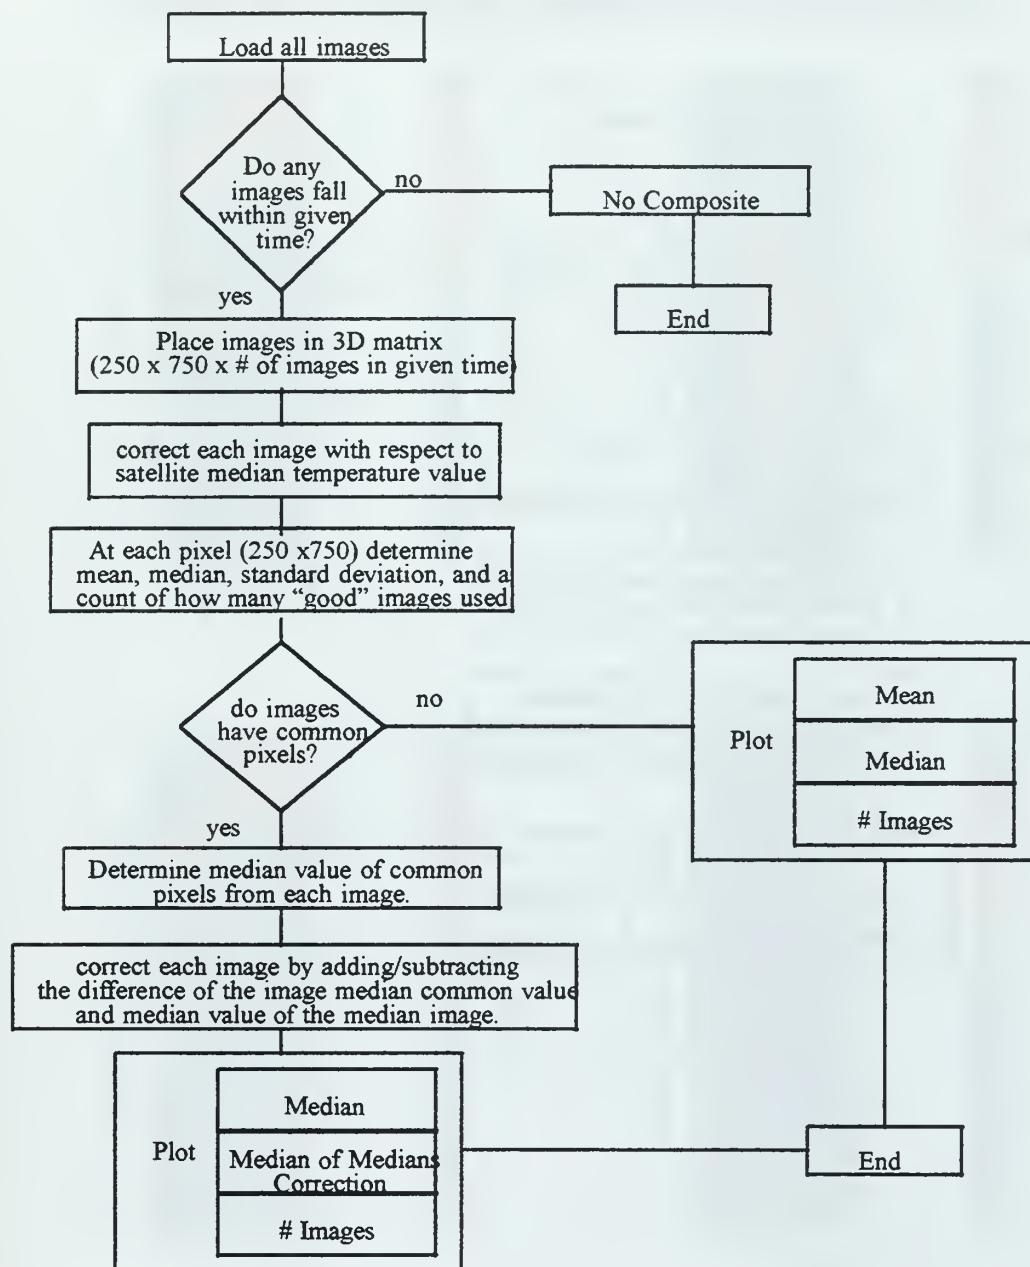 Load all images
Do any
images fall
within given
time?
no
No Composite
End
yes
Place images in 3D matrix
(250 x 750 x # of images in given time)
correct each image with respect to
satellite median temperature value
At each pixel (250 x750) determine
mean, median, standard deviation, and a
count of how many “good” images used
do images
have common
pixels?
no
Plot
Mean
Median
# Images
yes
Determine median value of common
pixels from each image.
correct each image by adding/subtracting
the difference of the image median common value
and median value of the median image.
Plot
Median
Median of Medians
Correction
# Images
End